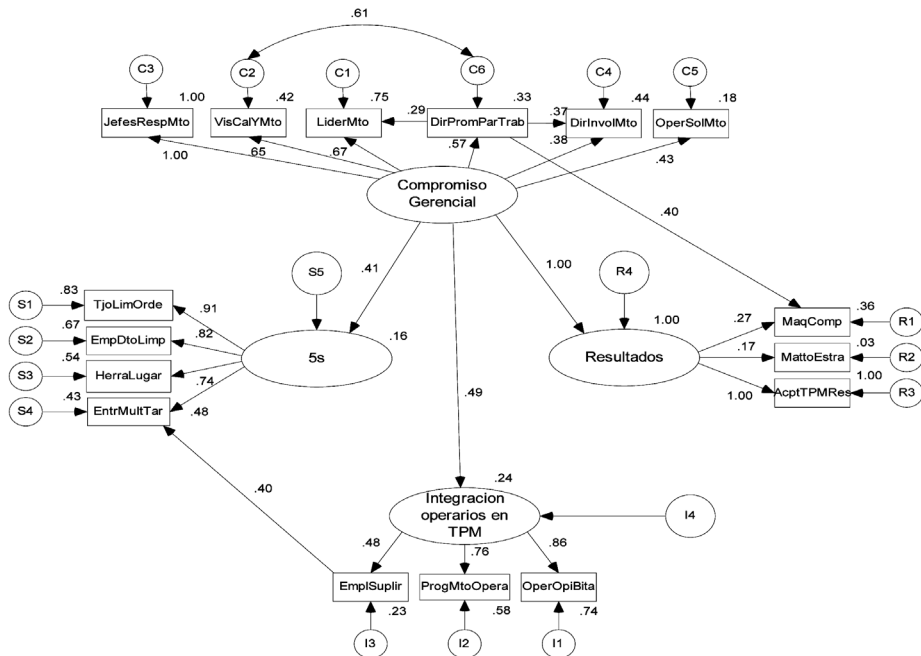 .61
C3
C2
C1
C6
C4
C5
1.00
.42
.75
.33
.44
.18
JefesRespMto
VisCalYMto
LiderMto
.29
DirPromParTrab
.37
DirInvolMto
OperSolMto
1.00
.65
.67
.57
.38
.43
Compromiso
Gerencial
.40
.41
1.00
S5
R4
S1
.83
TjoLimOrde
.91
S2
.67
EmpDtoLimp
.82
S3
.54
HerraLugar
.74
S4
.43
EntrMultTar
.48
5s
.16
1.00
Resultados
.27
MaqComp
.36
R1
.17
MattoEstra
.03
R2
1.00
AcptTPMRes
1.00
R3
.49
.40
.24
Integracion
operarios en
TPM
I4
.48
.76
.86
EmplSuplir
ProgMtoOpera
OperOpiBita
.23
.58
.74
I3
I2
I1